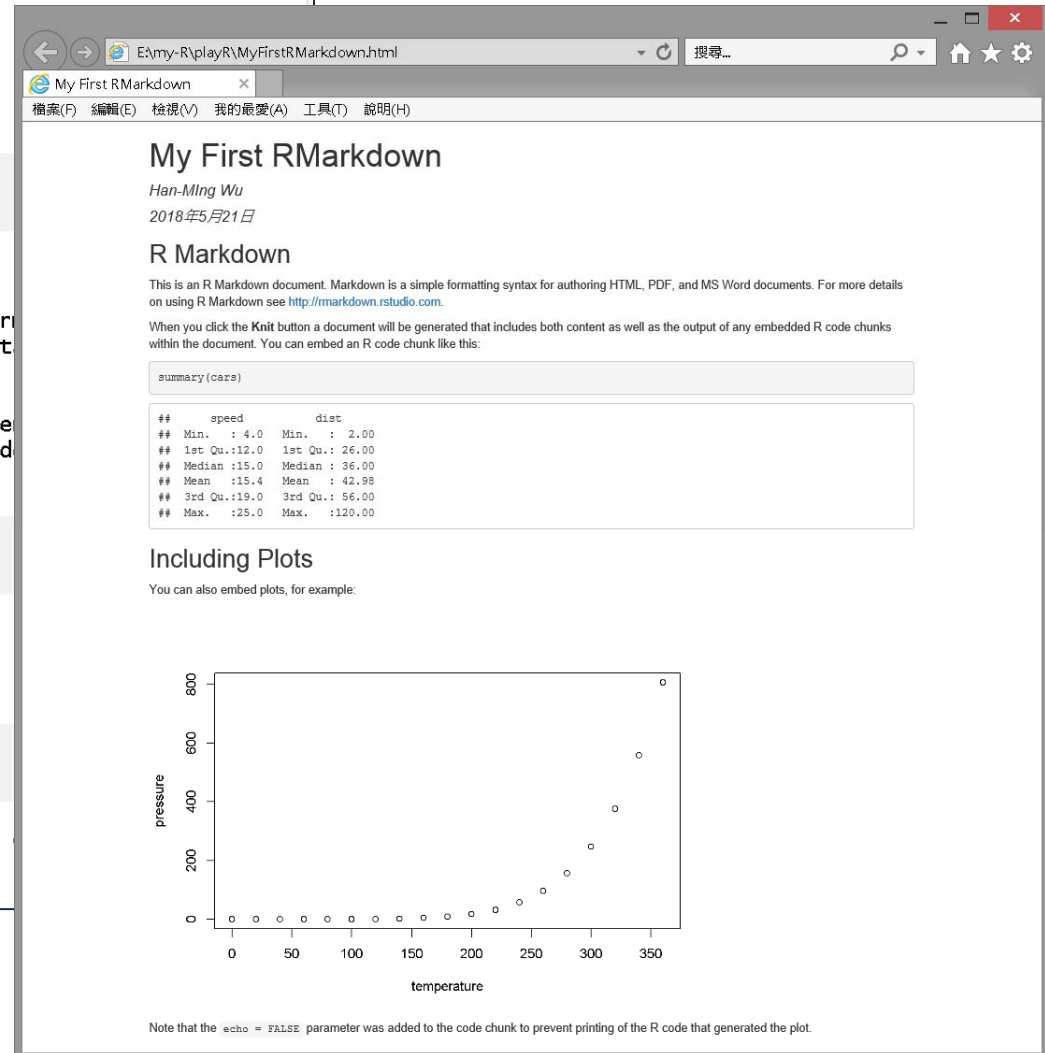 E:\my-R\playR\MyFirstRMarkdown.html
搜尋...
My First RMarkdown
檔案(F) 編輯(E) 檢視(V) 我的最愛(A) 工具(T) 說明(H)
My First RMarkdown
Han-MIng Wu
2018年5月21日
R Markdown
This is an R Markdown document. Markdown is a simple formatting syntax for authoring HTML, PDF, and MS Word documents. For more details
on using R Markdown see http://rmarkdown.rstudio.com.
When you click the Knit button a document will be generated that includes both content as well as the output of any embedded R code chunks
within the document. You can embed an R code chunk like this:
summary(cars)
##      speed           dist
## Min.   : 4.0   Min.   :  2.00
## 1st Qu.:12.0   1st Qu.: 26.00
## Median :15.0   Median : 36.00
## Mean   :15.4   Mean   : 42.98
## 3rd Qu.:19.0   3rd Qu.: 56.00
## Max.   :25.0   Max.   :120.00
Including Plots
You can also embed plots, for example:
800
600
400
200
0
pressure
0 50 100 150 200 250 300 350
temperature
Note that the echo = FALSE parameter was added to the code chunk to prevent printing of the R code that generated the plot.